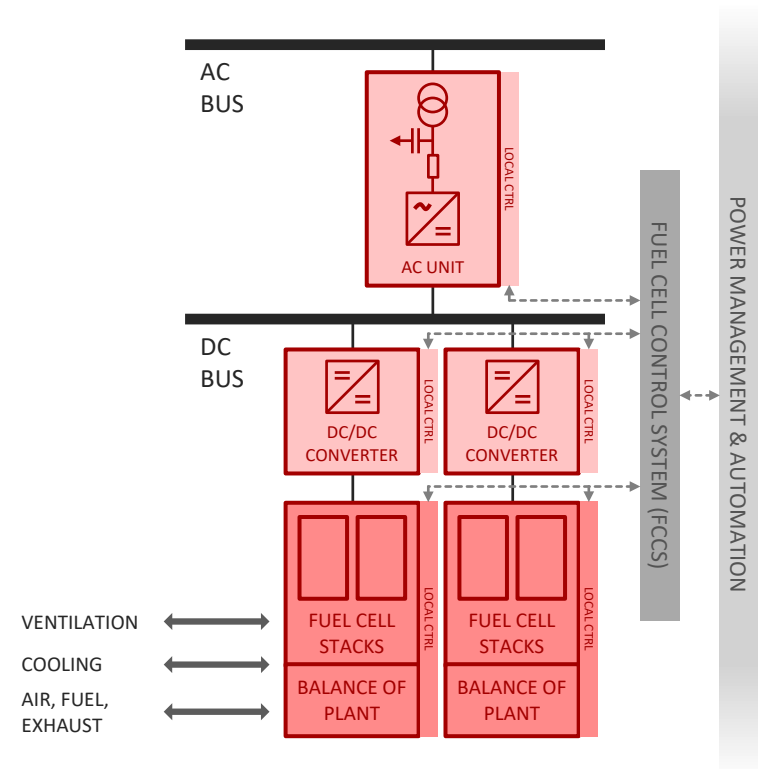 AC
BUS
LOCAL CTRL
AC UNIT
DC
BUS
DC/DC
CONVERTER
LOCAL CTRL
DC/DC
CONVERTER
LOCAL CTRL
FUEL CELL
STACKS
BALANCE OF
PLANT
LOCAL CTRL
FUEL CELL
STACKS
BALANCE OF
PLANT
LOCAL CTRL
VENTILATION
COOLING
AIR, FUEL,
EXHAUST
FUEL CELL CONTROL SYSTEM (FCCS)
POWER MANAGEMENT & AUTOMATION